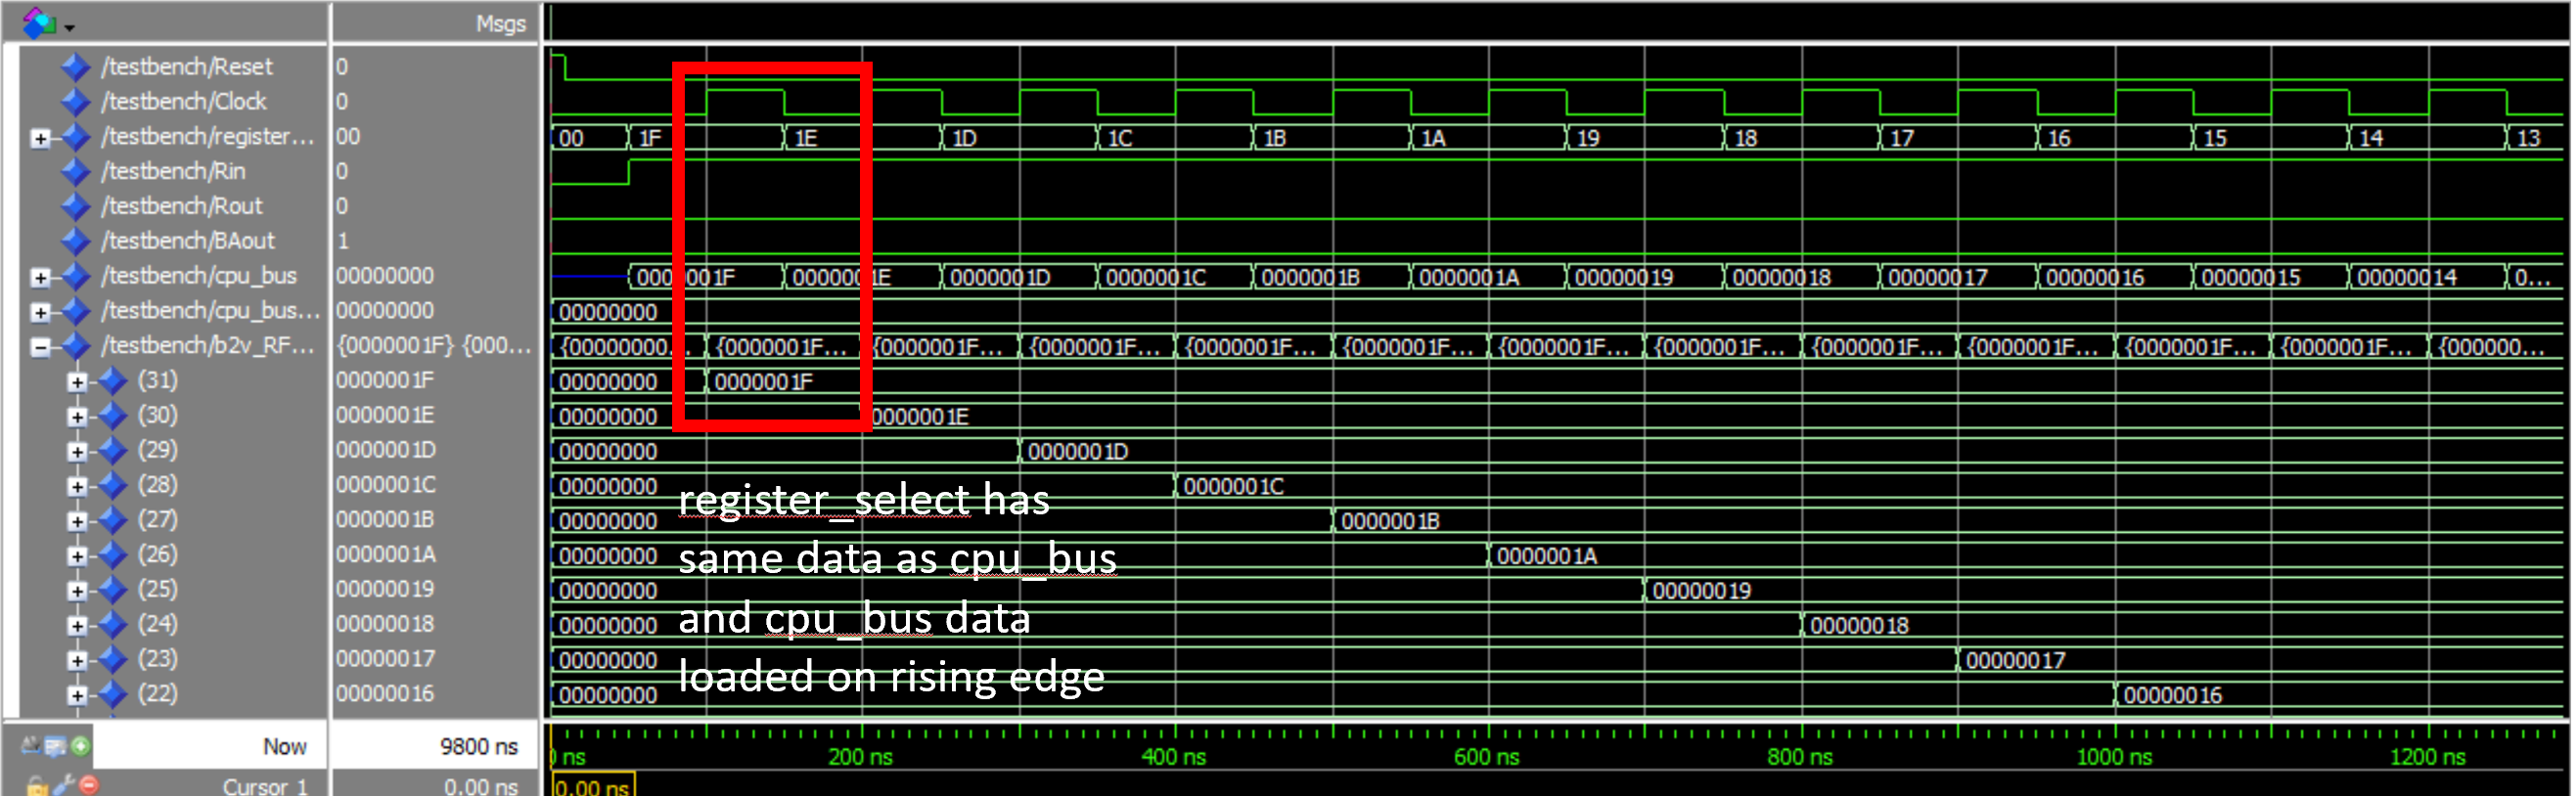 Msgs
/testbench/Reset 0
/testbench/Clock 0
/testbench/register... 00 00 1F 1E 1D 1C 1B 1A 19 18 17 16 15 14 13
/testbench/Rin 0
/testbench/Rout 0
/testbench/BAout 1
/testbench/cpu_bus 00000000 0000001F 0000001E 0000001D 0000001C 0000001B 0000001A 00000019 00000018 00000017 00000016 00000015 00000014 0...
/testbench/cpu_bus... 00000000 00000000
/testbench/b2v_RF... {0000001F} {000... {00000000... {0000001F... {0000001F... {0000001F... {0000001F... {0000001F... {0000001F... {0000001F... {0000001F... {0000001F... {0000001F... {0000001F... {000000...
(31) 0000001F 00000000 0000001F
(30) 0000001E 00000000 0000001E
(29) 0000001D 00000000 0000001D
(28) 0000001C 00000000 0000001C
(27) 0000001B 00000000 0000001B
(26) 0000001A 00000000 0000001A
(25) 00000019 00000000 00000019
(24) 00000018 00000000 00000018
(23) 00000017 00000000 00000017
(22) 00000016 00000000 00000016
register_select has
same data as cpu_bus
and cpu_bus data
loaded on rising edge
Now 9800 ns 0 ns 200 ns 400 ns 600 ns 800 ns 1000 ns 1200 ns
Cursor 1 0.00 ns 0.00 ns